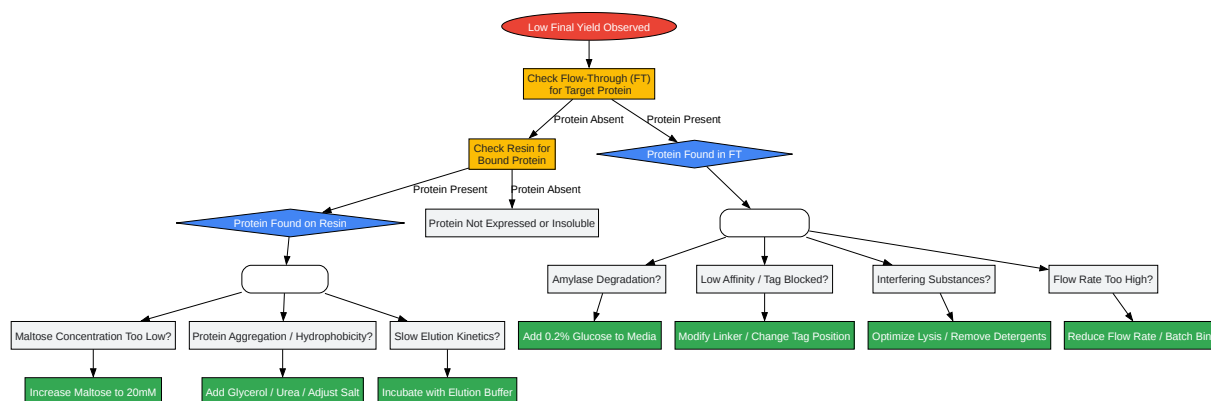 Low Final Yield Observed
Check Flow-Through (FT)
for Target Protein
Protein Absent
Protein Present
Check Resin for
Bound Protein
Protein Found in FT
Protein Present
Protein Absent
Protein Found on Resin
Protein Not Expressed or Insoluble
Amylase Degradation?
Low Affinity / Tag Blocked?
Interfering Substances?
Flow Rate Too High?
Maltose Concentration Too Low?
Protein Aggregation / Hydrophobicity?
Slow Elution Kinetics?
Add 0.2% Glucose to Media
Modify Linker / Change Tag Position
Optimize Lysis / Remove Detergents
Reduce Flow Rate / Batch Bind
Increase Maltose to 20mM
Add Glycerol / Urea / Adjust Salt
Incubate with Elution Buffer